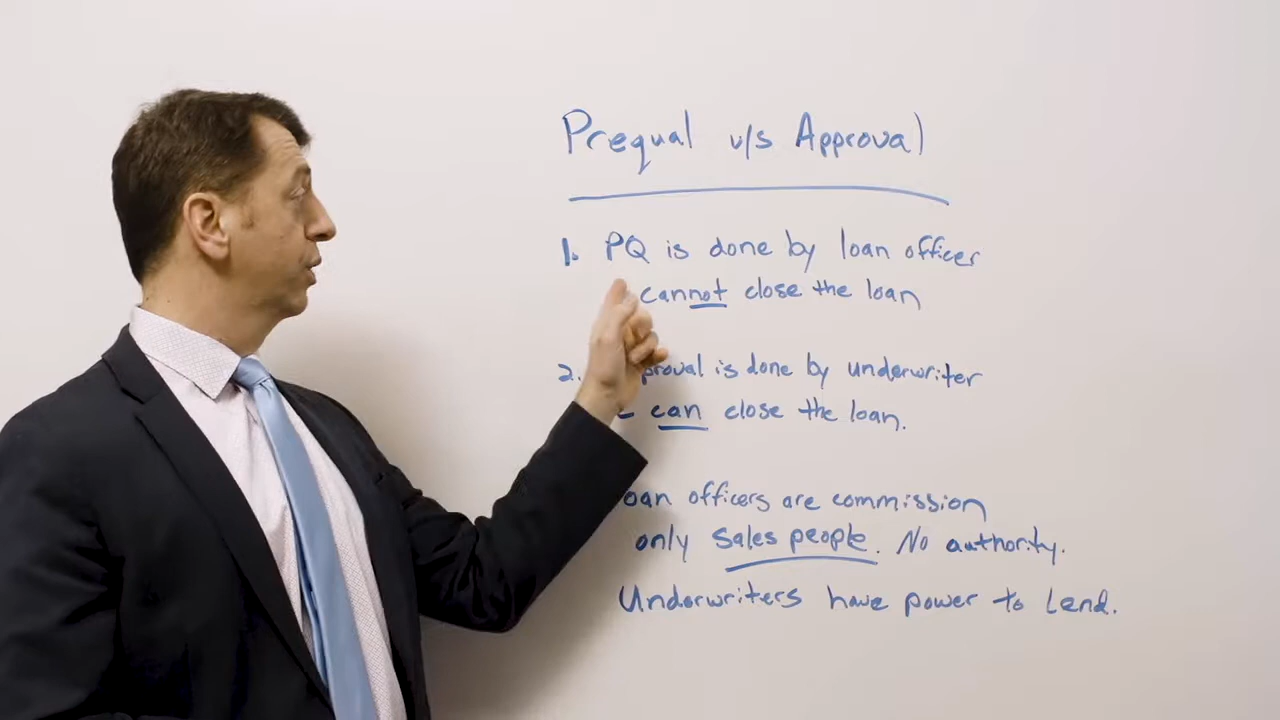 Prequal v/s Approval
1. PQ is done by loan officer
cannot close the loan
2. proval is done by underwriter
- can close the loan.
oan officers are commission
only sales people. No authority.
Underwriters have power to Lend.